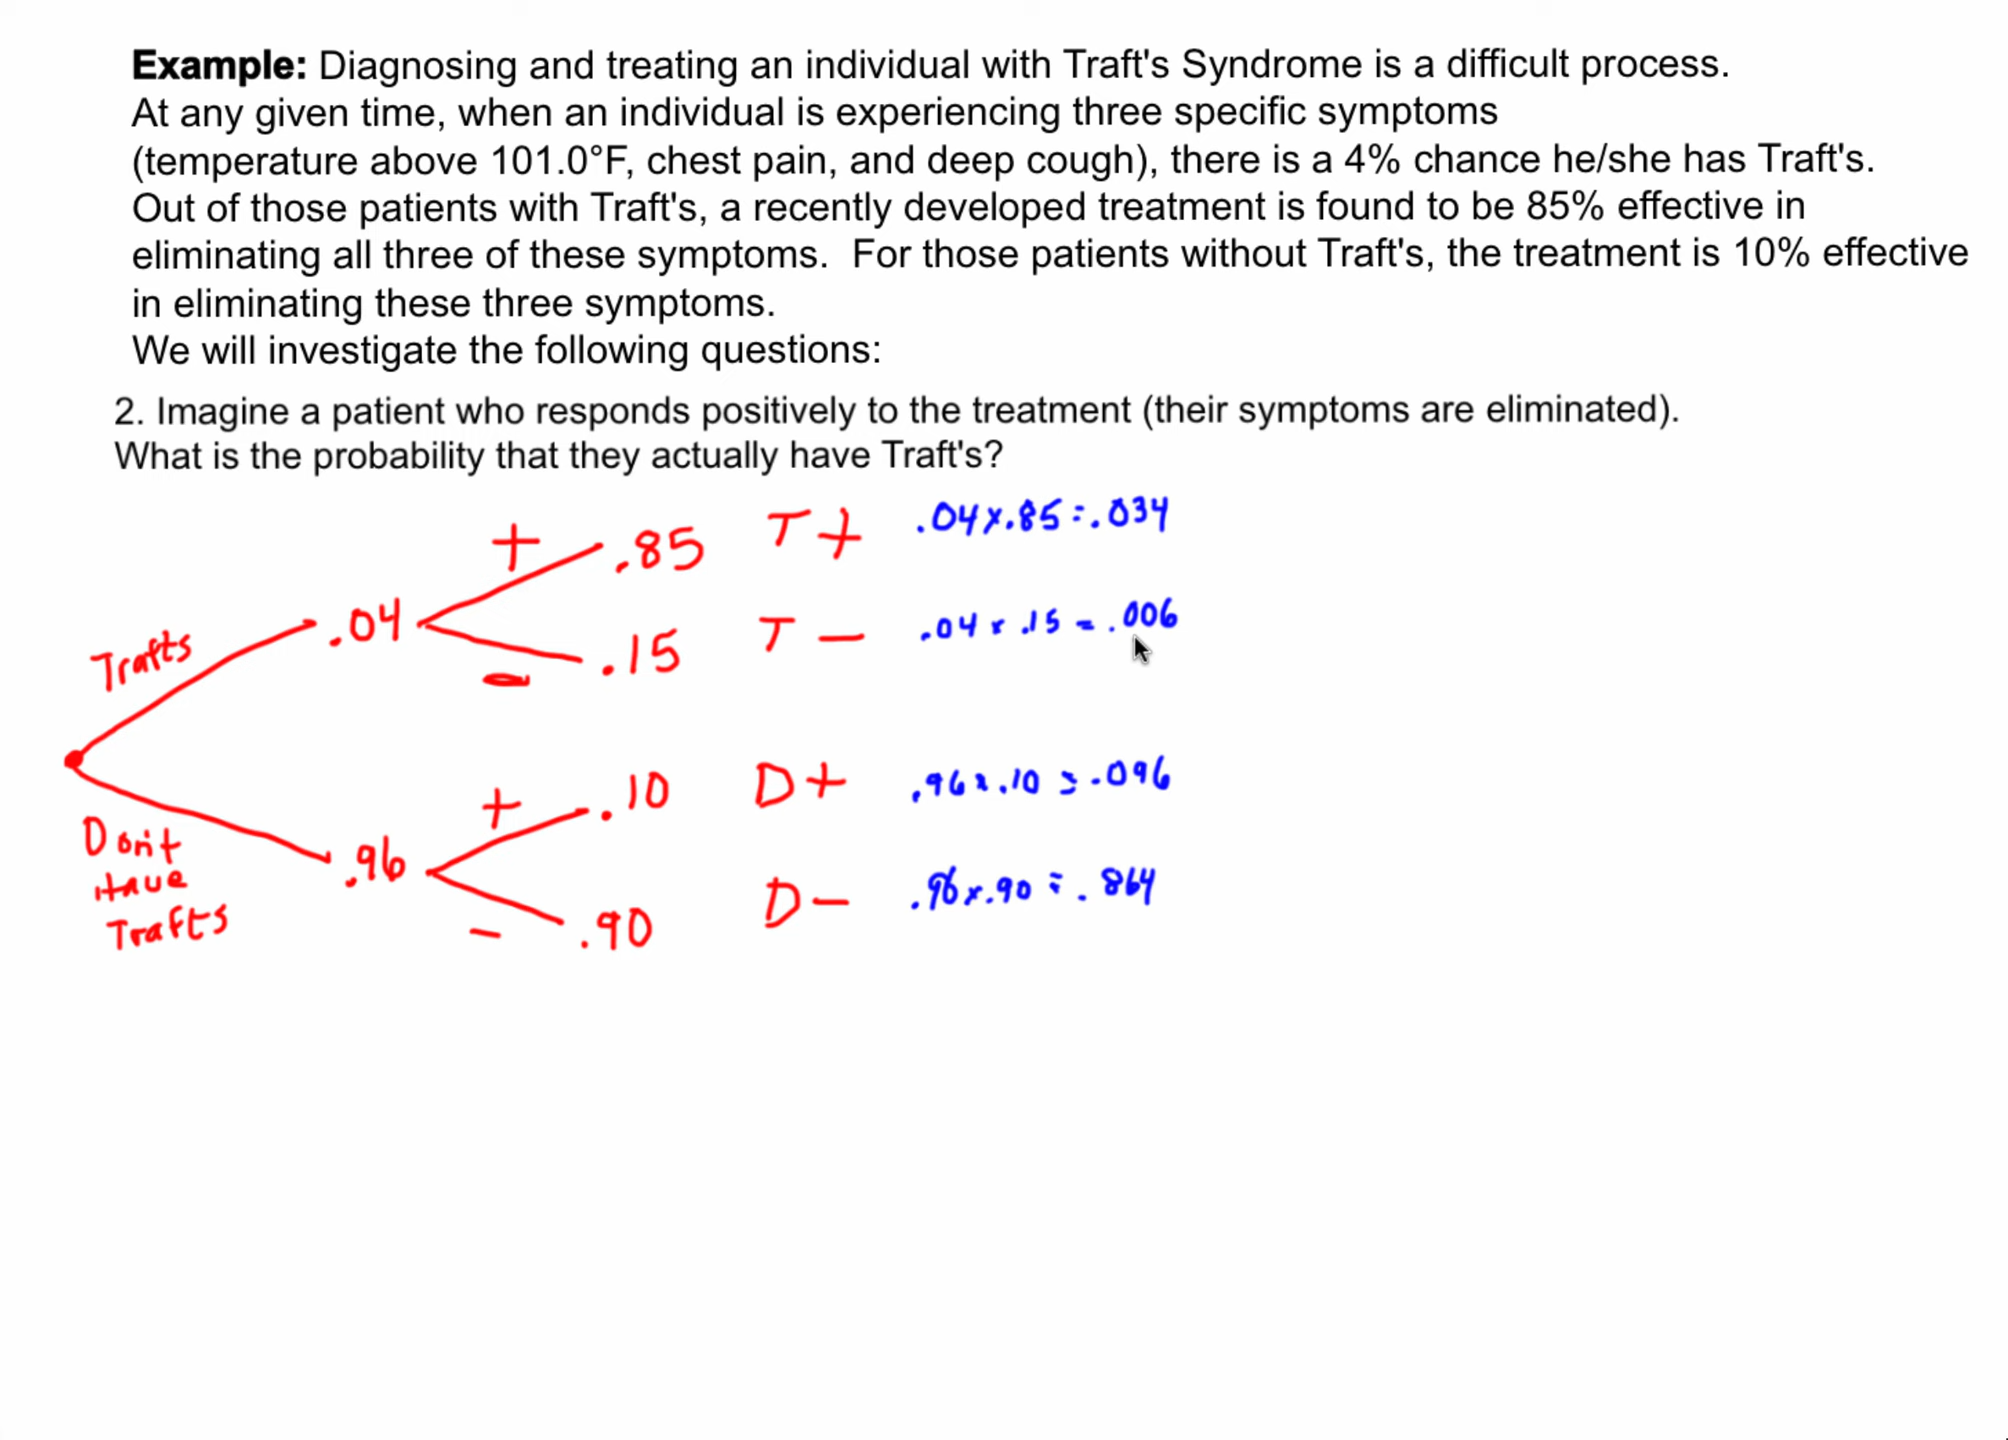 Example: Diagnosing and treating an individual with Traft's Syndrome is a difficult process.
At any given time, when an individual is experiencing three specific symptoms
(temperature above 101.0°F, chest pain, and deep cough), there is a 4% chance he/she has Traft's.
Out of those patients with Traft's, a recently developed treatment is found to be 85% effective in
eliminating all three of these symptoms.  For those patients without Traft's, the treatment is 10% effective
in eliminating these three symptoms.
We will investigate the following questions:
2. Imagine a patient who responds positively to the treatment (their symptoms are eliminated).
What is the probability that they actually have Traft's?
+ .85 T+ .04×.85=.034
Trafts .04
- .15 T- .04×.15=.006
+ .10 D+ .96×.10=.096
Don't
Have
Trafts
.96
- .90 D- .96×.90=.864